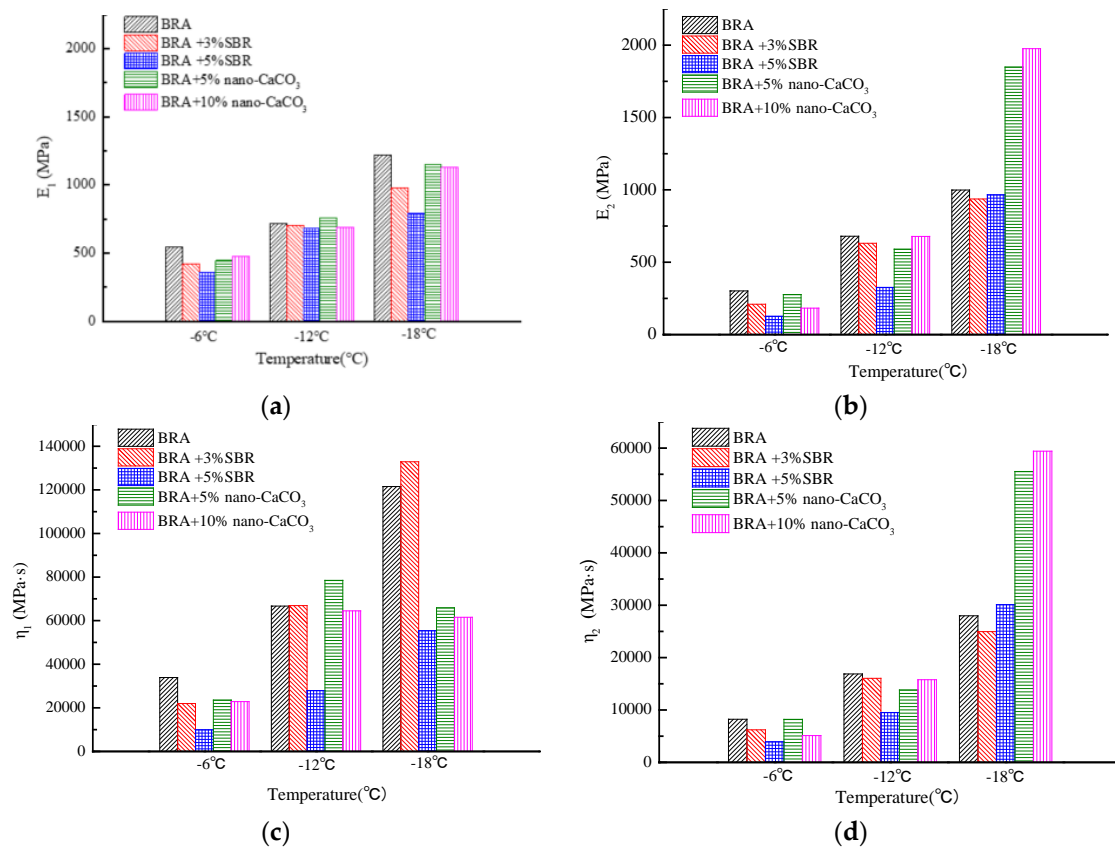 BRA
BRA +3%SBR
BRA +5%SBR
BRA+5% nano-CaCO₃
BRA+10% nano-CaCO₃
2000
1500
1000
500
0
E₁ (MPa)
-6℃ -12℃ -18℃
Temperature(℃)
(a)
BRA
BRA +3%SBR
BRA +5%SBR
BRA+5% nano-CaCO₃
BRA+10% nano-CaCO₃
2000
1500
1000
500
0
E₂ (MPa)
-6℃ -12℃ -18℃
Temperature(℃)
(b)
BRA
BRA +3%SBR
BRA +5%SBR
BRA+5% nano-CaCO₃
BRA+10% nano-CaCO₃
140000
120000
100000
80000
60000
40000
20000
0
η₁ (MPa·s)
-6℃ -12℃ -18℃
Temperature(℃)
(c)
BRA
BRA +3%SBR
BRA +5%SBR
BRA+5% nano-CaCO₃
BRA+10% nano-CaCO₃
60000
50000
40000
30000
20000
10000
0
η₂ (MPa·s)
-6℃ -12℃ -18℃
Temperature(℃)
(d)